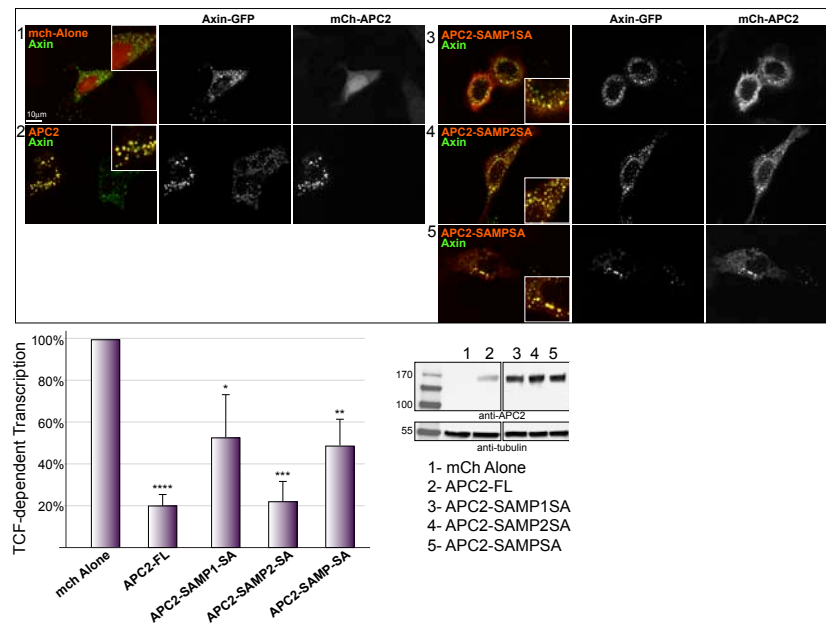 Axin-GFP mCh-APC2 Axin-GFP mCh-APC2
1 mch-Alone
Axin
10µm
2 APC2
Axin
3 APC2-SAMP1SA
Axin
4 APC2-SAMP2SA
Axin
5 APC2-SAMPSA
Axin
TCF-dependent Transcription
100%
80%
60%
40%
20%
****
*
***
**
mch Alone
APC2-FL
APC2-SAMP1-SA
APC2-SAMP2-SA
APC2-SAMP-SA
1 2 3 4 5
170
100
anti-APC2
55
anti-tubulin
1- mCh Alone
2- APC2-FL
3- APC2-SAMP1SA
4- APC2-SAMP2SA
5- APC2-SAMPSA